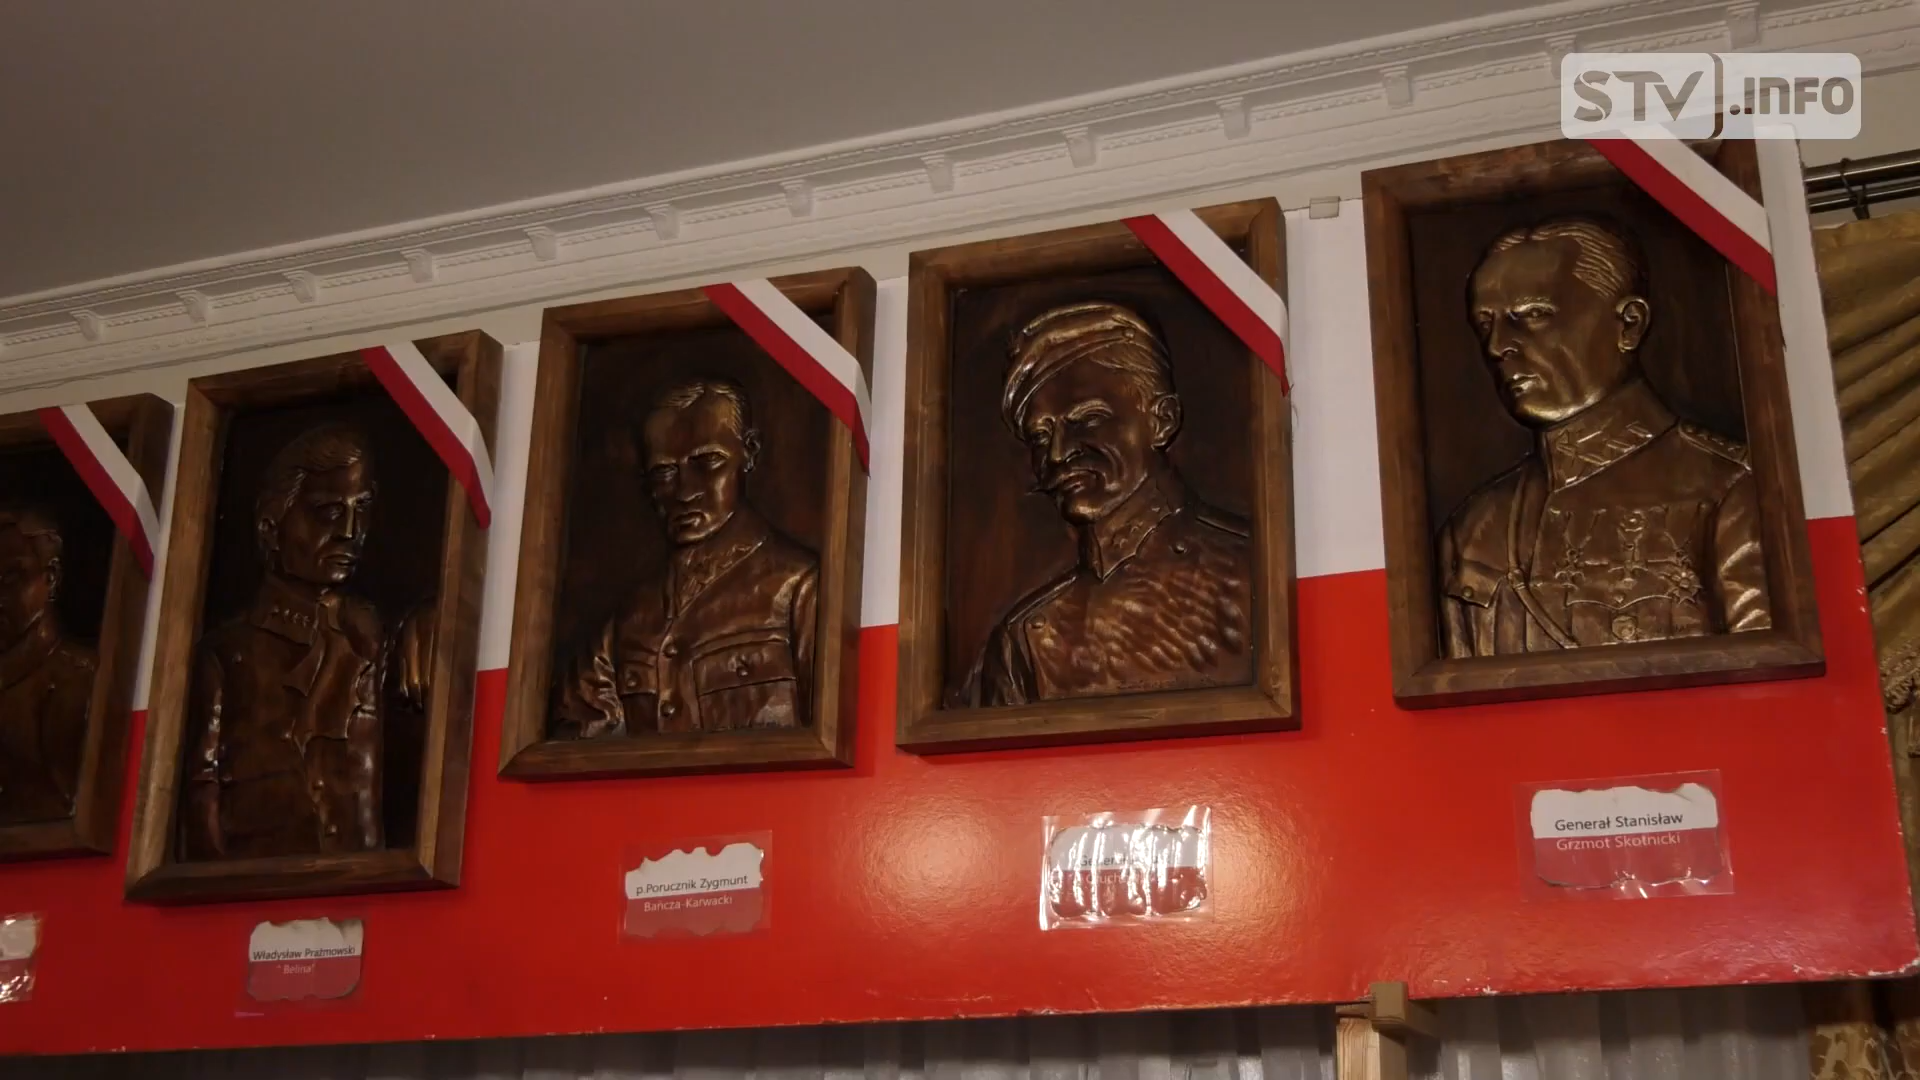 STV.INFO
Władysław Prażmowski
"Belina"
p.Porucznik Zygmunt
Bańcza-Karwacki
Generał Stanisław
Grzmot Skotnicki